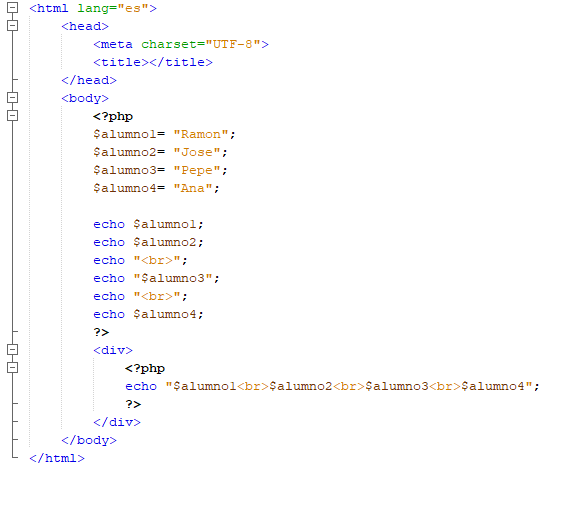 <html lang="es">
<head>
<meta charset="UTF-8">
<title></title>
</head>
<body>
<?php
$alumno1= "Ramon";
$alumno2= "Jose";
$alumno3= "Pepe";
$alumno4= "Ana";
echo $alumno1;
echo $alumno2;
echo "<br>";
echo "$alumno3";
echo "<br>";
echo $alumno4;
?>
<div>
<?php
echo "$alumno1<br>$alumno2<br>$alumno3<br>$alumno4";
?>
</div>
</body>
</html>